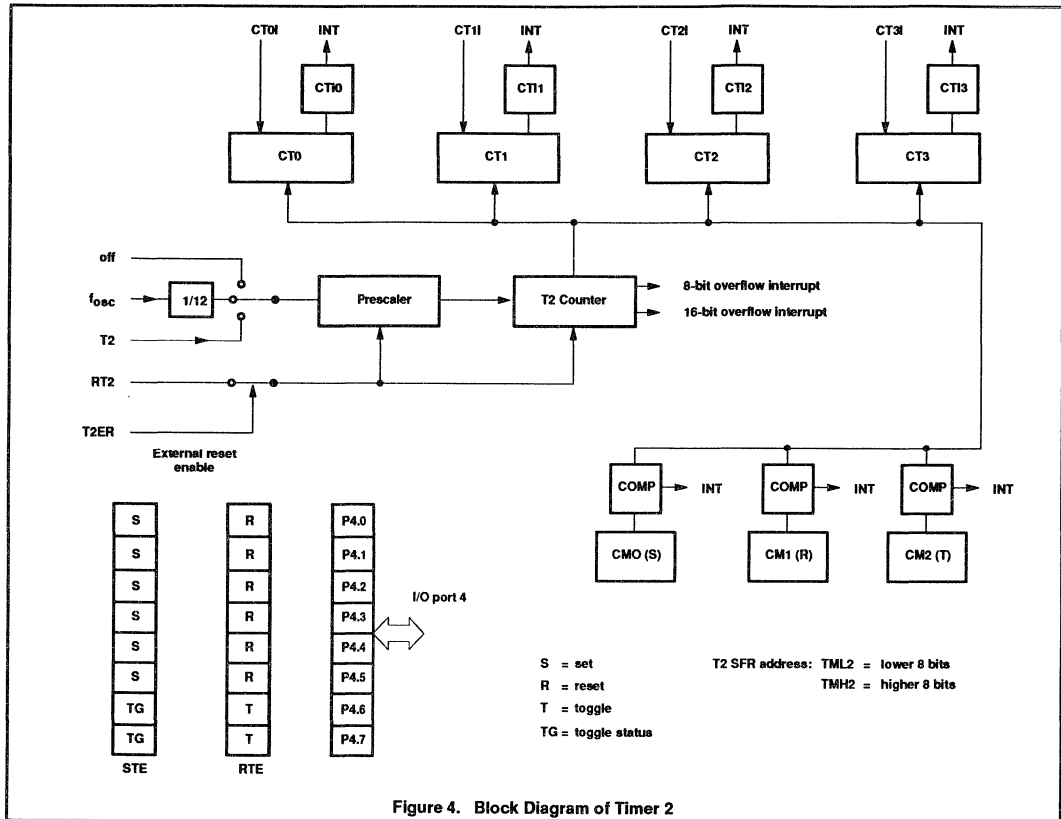 CT0I INT CT1I INT CT2I INT CT3I INT
CTI0 CTI1 CTI2 CTI3
CT0 CT1 CT2 CT3
off
fosc 1/12 Prescaler T2 Counter 8-bit overflow interrupt
16-bit overflow interrupt
T2
RT2
T2ER
External reset
enable
COMP INT COMP INT COMP INT
CMO (S) CM1 (R) CM2 (T)
S R P4.0
S R P4.1
S R P4.2
S R P4.3
S R P4.4
S R P4.5
TG T P4.6
TG T P4.7
STE RTE
I/O port 4
S = set
R = reset
T = toggle
TG = toggle status
T2 SFR address: TML2 = lower 8 bits
TMH2 = higher 8 bits
Figure 4. Block Diagram of Timer 2